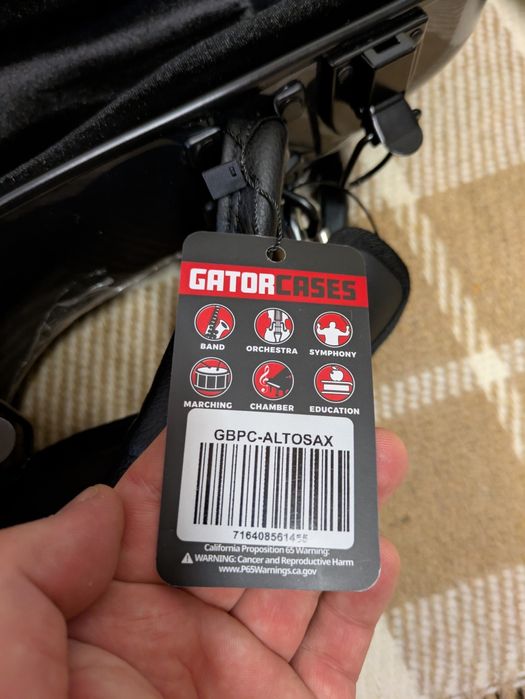 GATORCASES
BAND
ORCHESTRA
SYMPHONY
MARCHING
CHAMBER
EDUCATION
GBPC-ALTOSAX
716408561455
California Proposition 65 Warning:
WARNING: Cancer and Reproductive Harm
www.P65Warnings.ca.gov